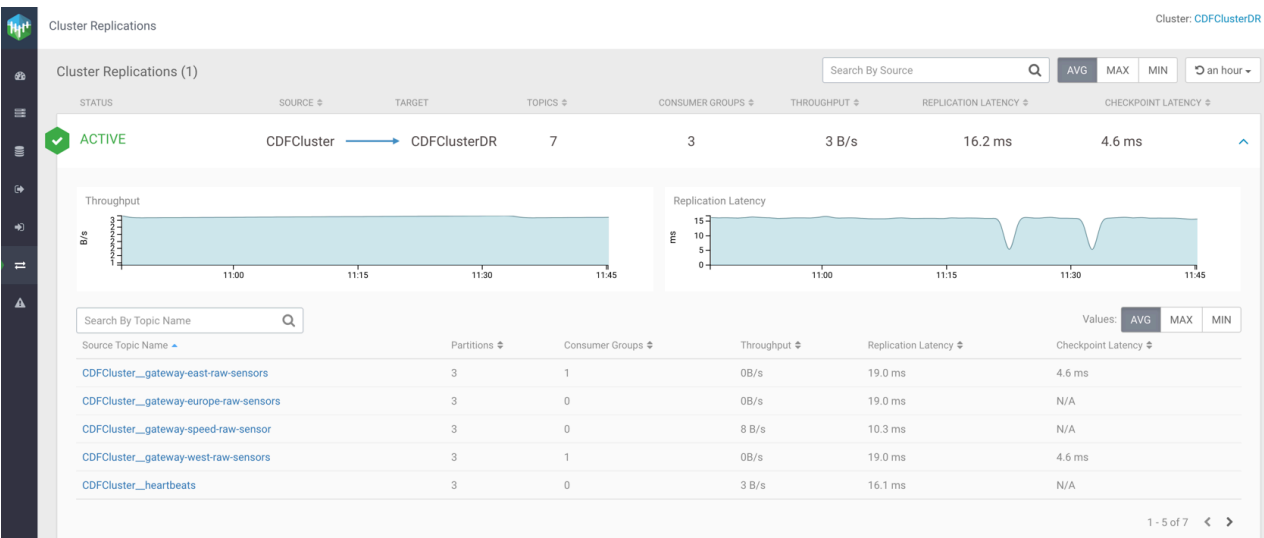 Cluster Replications
Cluster: CDFClusterDR
Cluster Replications (1)
Search By Source
AVG MAX MIN
an hour
STATUS SOURCE TARGET TOPICS CONSUMER GROUPS THROUGHPUT REPLICATION LATENCY CHECKPOINT LATENCY
ACTIVE CDFCluster CDFClusterDR 7 3 3 B/s 16.2 ms 4.6 ms
Throughput
B/s
3
3
2
2
2
2
1
11:00 11:15 11:30 11:45
Replication Latency
ms
15
10
5
0
11:00 11:15 11:30 11:45
Search By Topic Name
Values: AVG MAX MIN
Source Topic Name Partitions Consumer Groups Throughput Replication Latency Checkpoint Latency
CDFCluster__gateway-east-raw-sensors 3 1 0B/s 19.0 ms 4.6 ms
CDFCluster__gateway-europe-raw-sensors 3 0 0B/s 19.0 ms N/A
CDFCluster__gateway-speed-raw-sensor 3 0 8 B/s 10.3 ms N/A
CDFCluster__gateway-west-raw-sensors 3 1 0B/s 19.0 ms 4.6 ms
CDFCluster__heartbeats 3 0 3 B/s 16.1 ms N/A
1 - 5 of 7